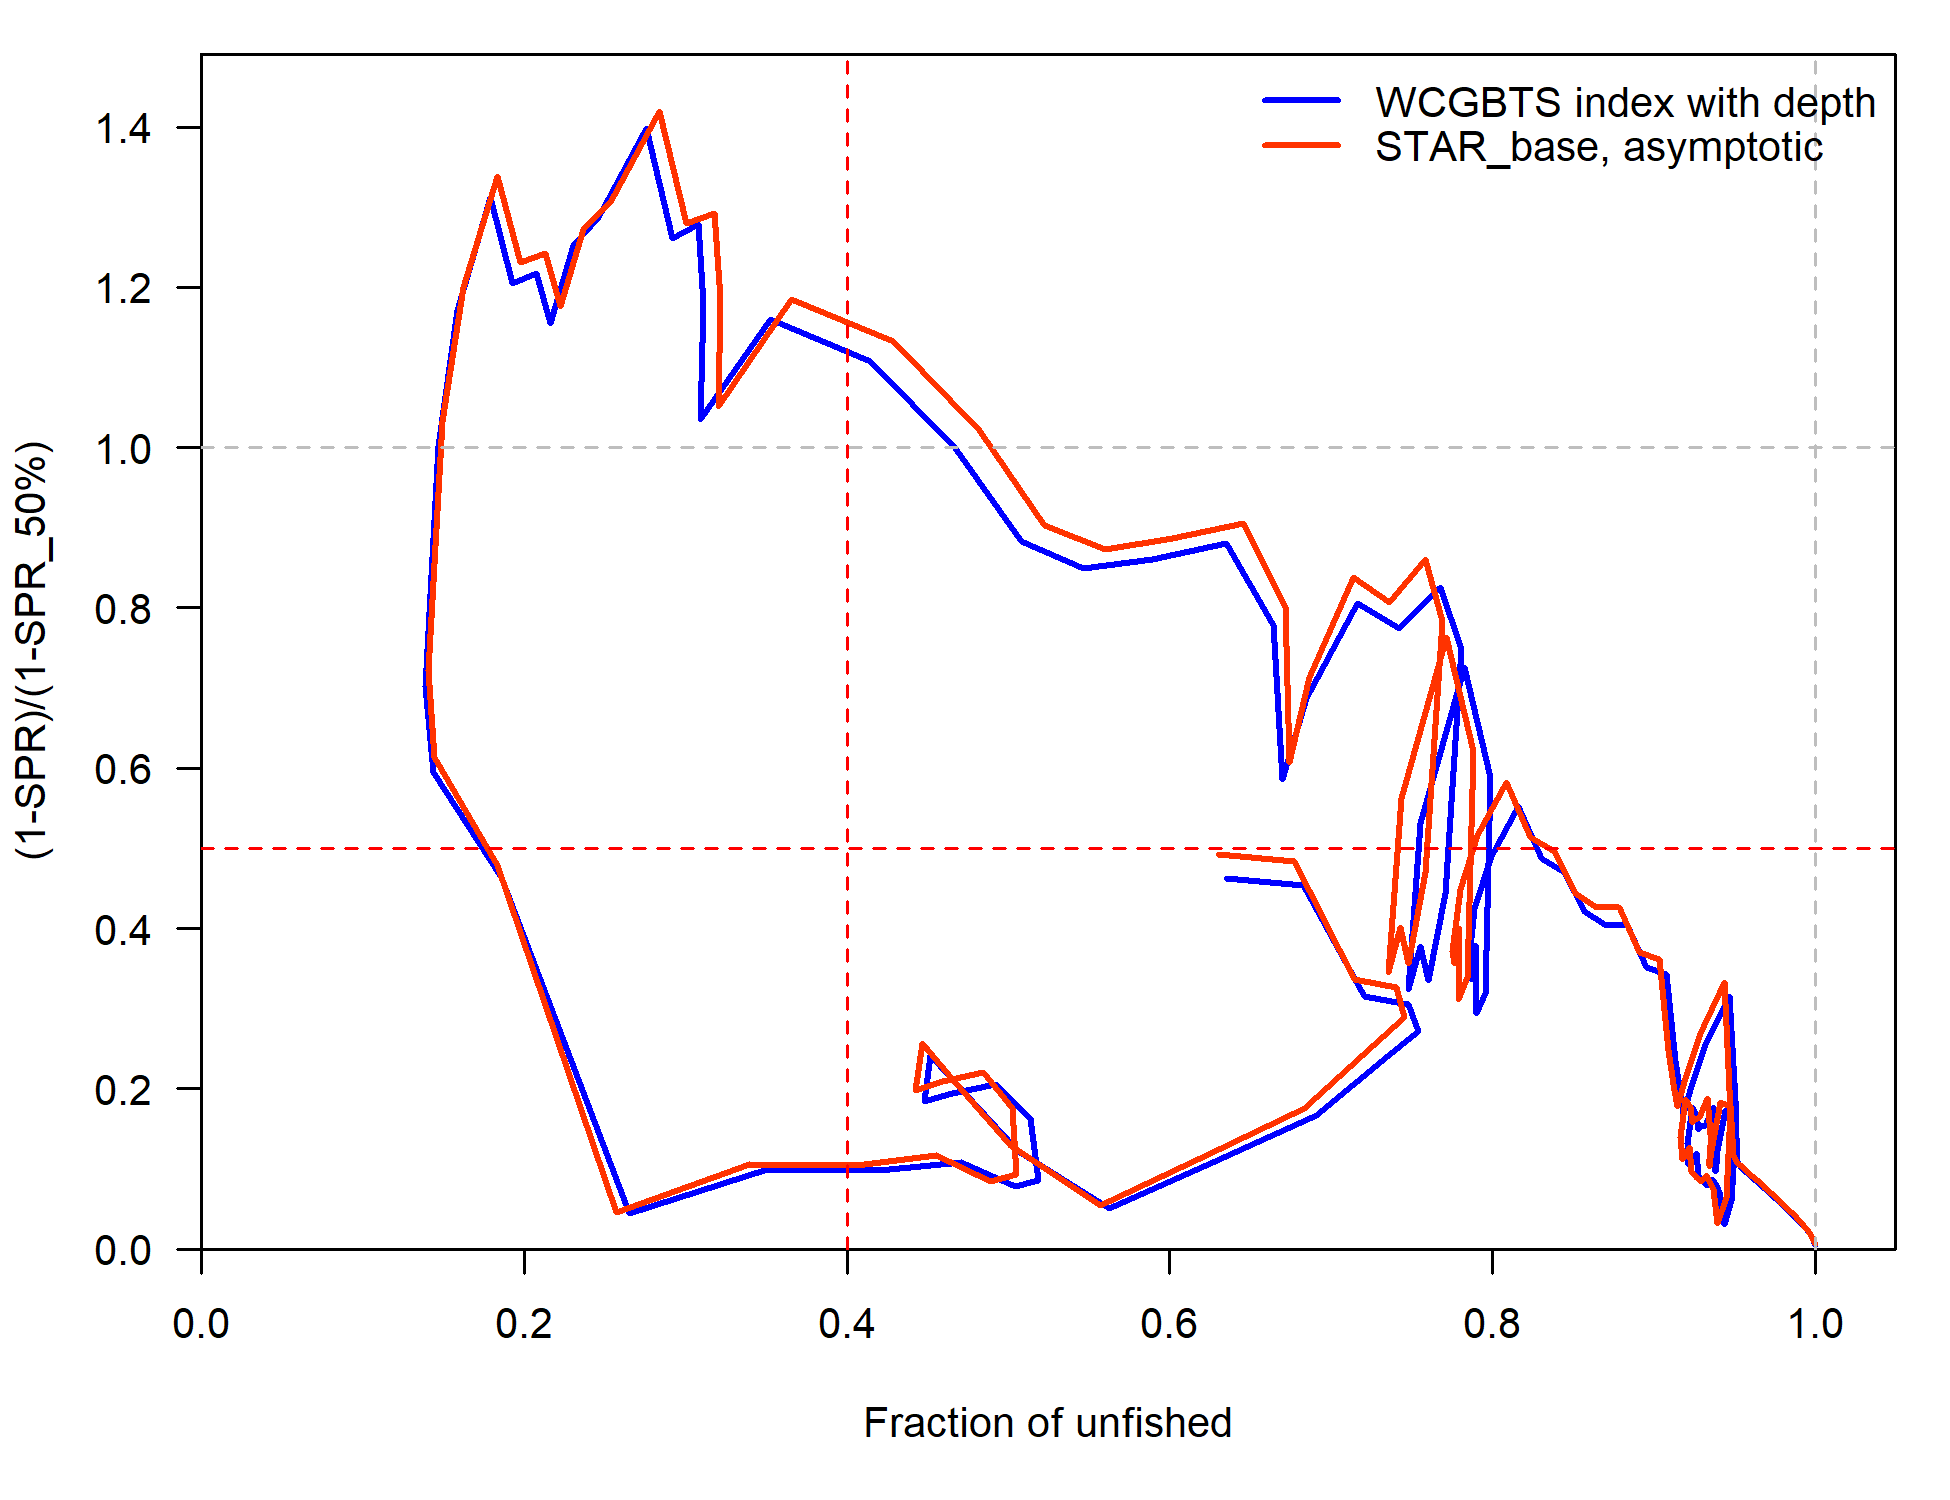 WCGBTS index with depth
STAR_base, asymptotic
(1-SPR)/(1-SPR_50%)
1.4
1.2
1.0
0.8
0.6
0.4
0.2
0.0
0.0 0.2 0.4 0.6 0.8 1.0
Fraction of unfished